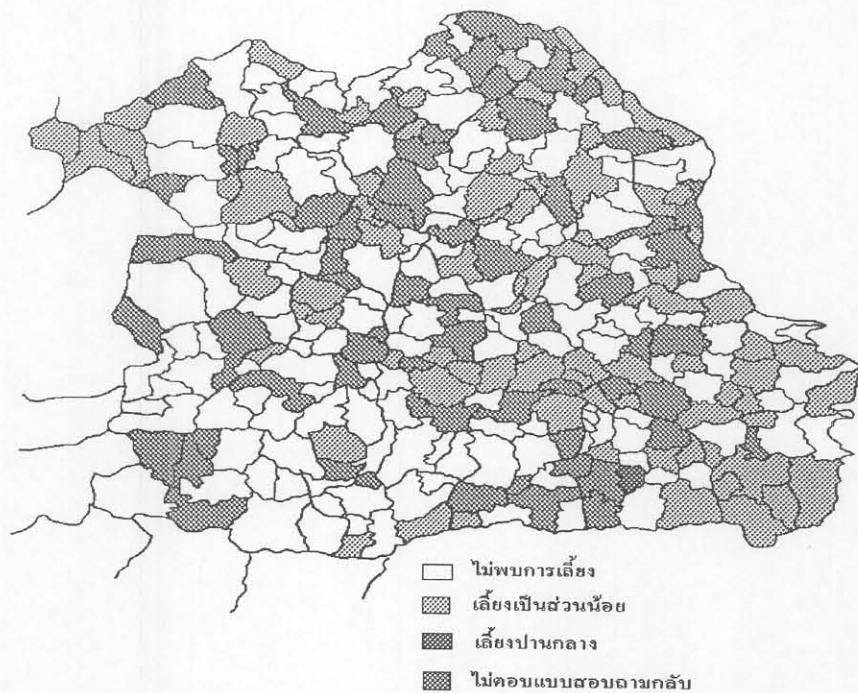 ไม่พบการเลี้ยง
เลี้ยงเป็นส่วนน้อย
เลี้ยงปานกลาง
ไม่ตอบแบบสอบถามกลับ